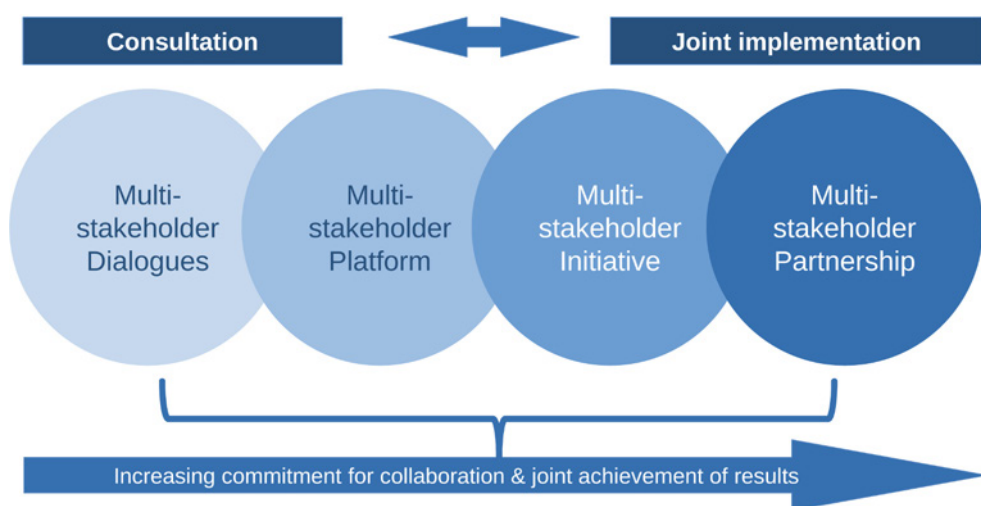 Consultation
Joint implementation
Multi-
stakeholder
Dialogues
Multi-
stakeholder
Platform
Multi-
stakeholder
Initiative
Multi-
stakeholder
Partnership
Increasing commitment for collaboration & joint achievement of results